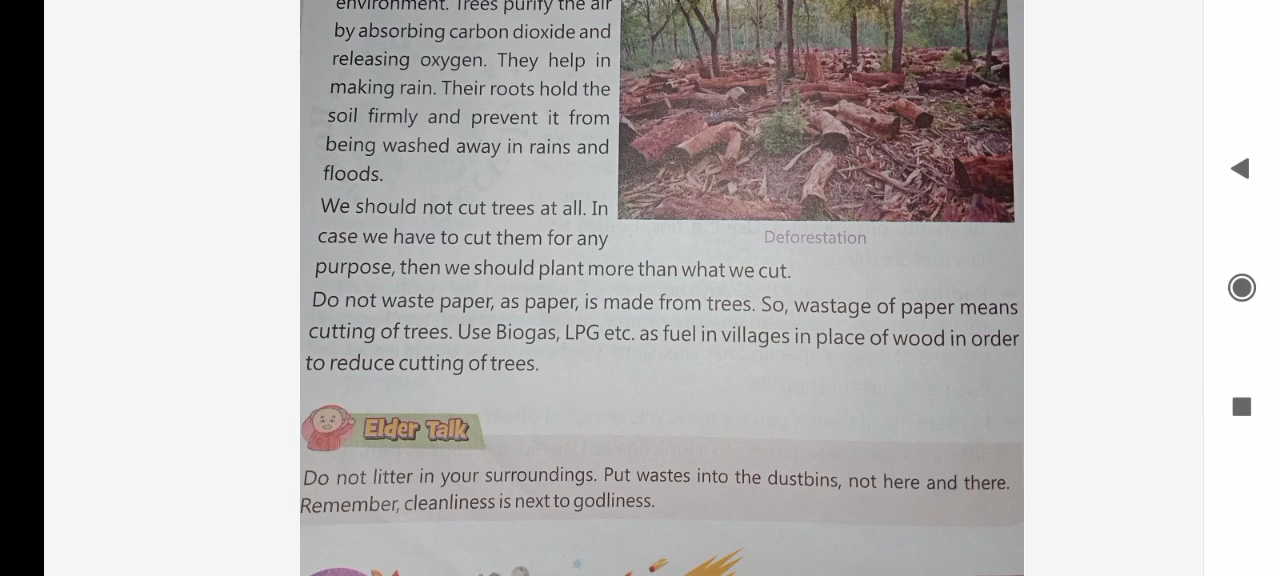 environment. Trees purify the air
by absorbing carbon dioxide and
releasing oxygen. They help in
making rain. Their roots hold the
soil firmly and prevent it from
being washed away in rains and
floods.
We should not cut trees at all. In
case we have to cut them for any
purpose, then we should plant more than what we cut.
Deforestation
Do not waste paper, as paper, is made from trees. So, wastage of paper means
cutting of trees. Use Biogas, LPG etc. as fuel in villages in place of wood in order
to reduce cutting of trees.
Elder Talk
Do not litter in your surroundings. Put wastes into the dustbins, not here and there.
Remember, cleanliness is next to godliness.